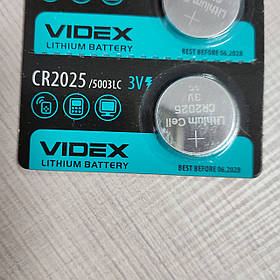 VIDEX
LITHIUM BATTERY
BEST BEFORE 06.2028
CR2025 /5003LC 3V
Lithium Cell
CR2025
3V
VIDEX
LITHIUM BATTERY
BEST BEFORE 06.2028